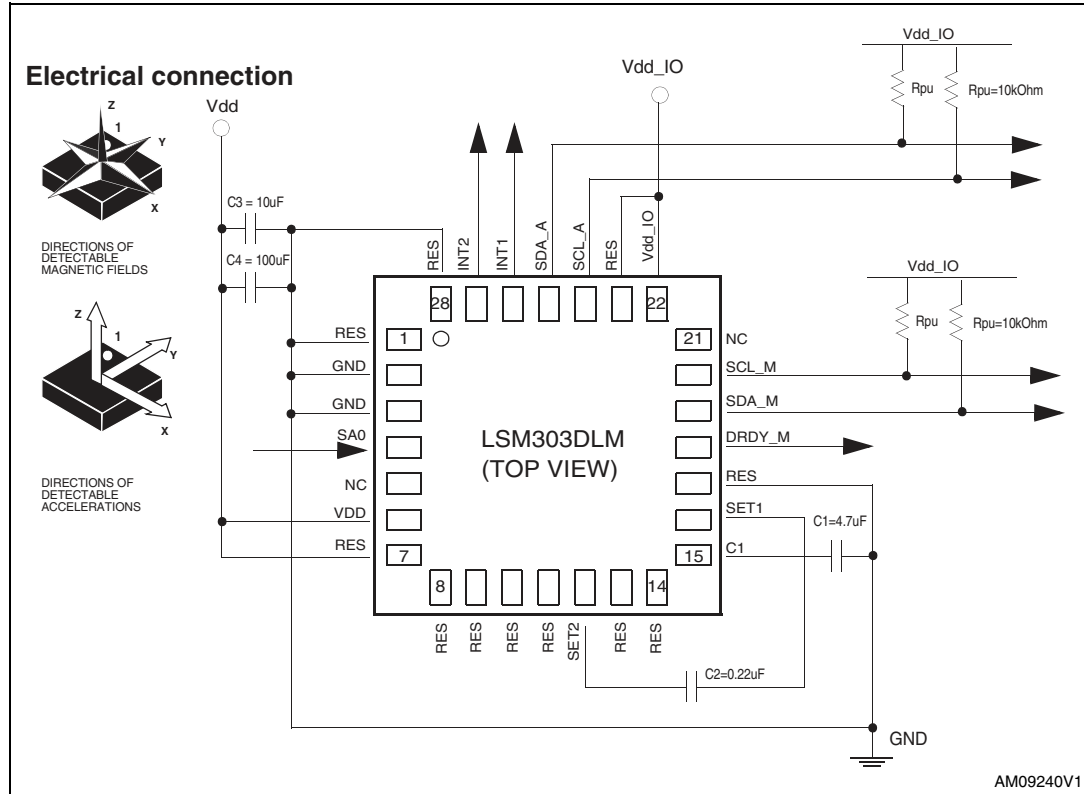 Electrical connection
Vdd
Vdd_IO
Vdd_IO
Rpu
Rpu=10kOhm
Z
1
Y
X
DIRECTIONS OF
DETECTABLE
MAGNETIC FIELDS
C3 = 10uF
C4 = 100uF
RES
INT2
INT1
SDA_A
SCL_A
RES
Vdd_IO
28
22
Vdd_IO
Rpu
Rpu=10kOhm
Z
1
Y
X
DIRECTIONS OF
DETECTABLE
ACCELERATIONS
RES
GND
GND
SA0
NC
VDD
RES
1
7
LSM303DLM
(TOP VIEW)
21
15
NC
SCL_M
SDA_M
DRDY_M
RES
SET1
C1
C1=4.7uF
8
14
RES
RES
RES
RES
SET2
RES
RES
C2=0.22uF
GND
AM09240V1